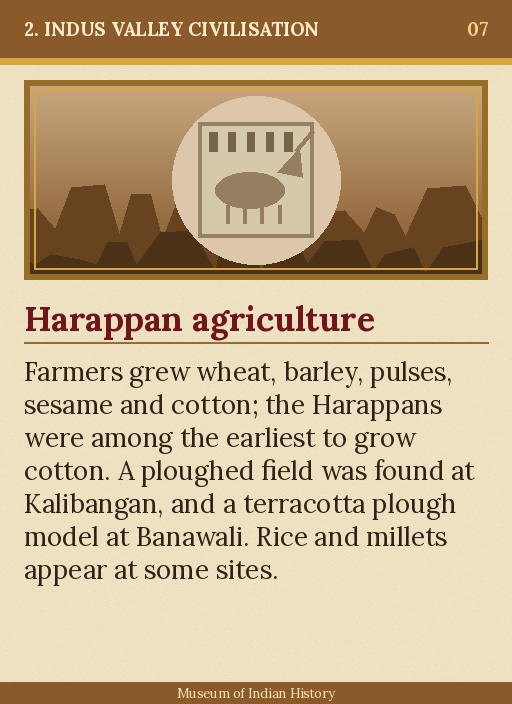 2. INDUS VALLEY CIVILISATION
07
Harappan agriculture
Farmers grew wheat, barley, pulses,
sesame and cotton; the Harappans
were among the earliest to grow
cotton. A ploughed field was found at
Kalibangan, and a terracotta plough
model at Banawali. Rice and millets
appear at some sites.
Museum of Indian History